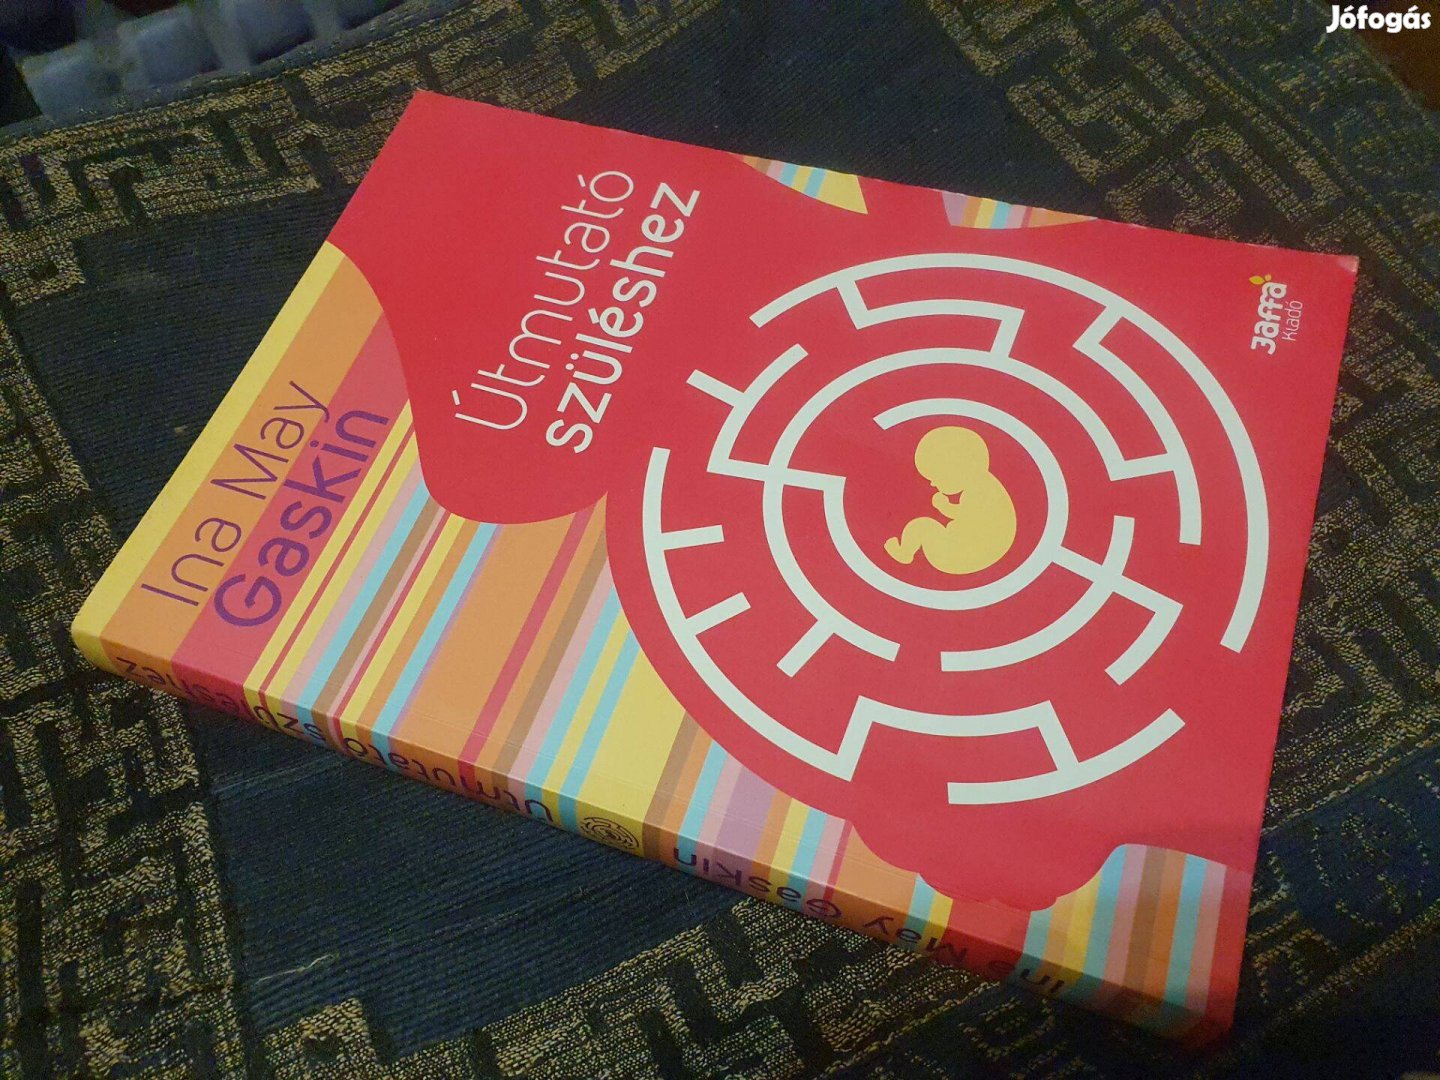 Jófogás
Ina May
Gaskin
Útmutató
szüléshez
Jaffa
Kiadó
Ina May Gaskin
Útmutató szüléshez